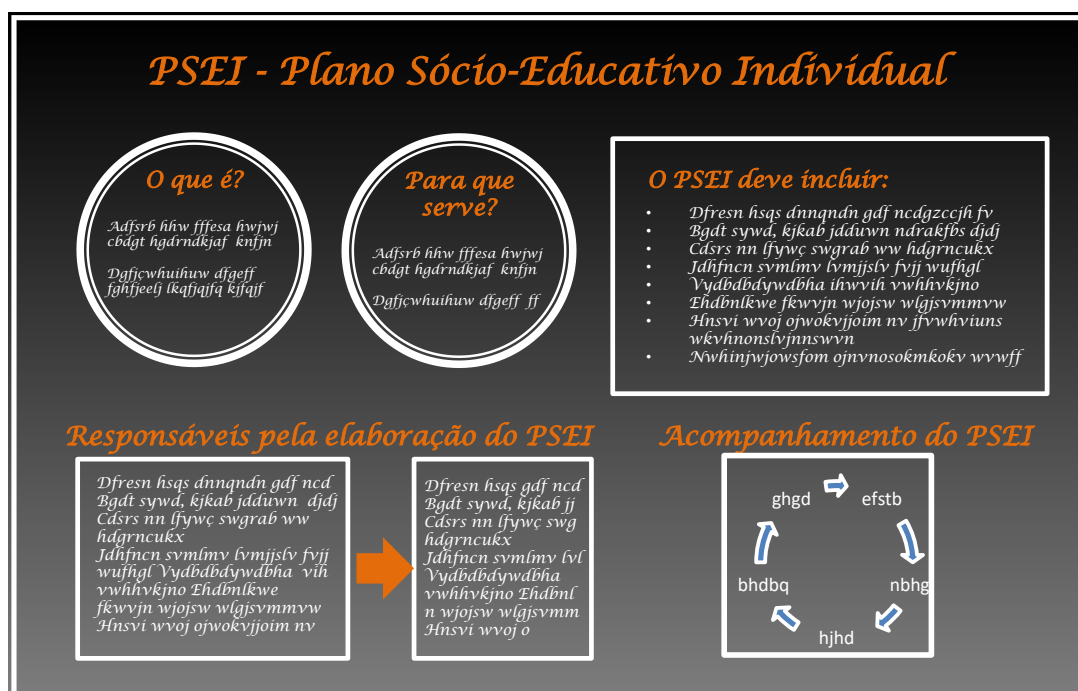 PSEI - Plano Sócio-Educativo Individual
O que é?
Adfsrb hhw fffesa hwjwj
cbdgt hgdrndkjaf knfjn
Dgfjçwhuihuw dfgeff
fghfjeelj lkqfjqjfq kjfqjf
Para que
serve?
Adfsrb hhw fffesa hwjwj
cbdgt hgdrndkjaf knfjn
Dgfjçwhuihuw dfgeff ff
O PSEI deve incluir:
• Dfresn hsqs dnnqndn gdf ncdgzccjh fv
• Bgdt sywd, kjkab jdduwn ndrakfbs djdj
• Cdsrs nn lfywç swgrab ww hdgrncukx
• Jdhfncn svmlmv lvmjjslv fvjj wufhgl
• Vydbdbdywdbha ihwvih vwhhvkjno
• Ehdbnlkwe fkwvjn wjojsw wlgjsvmmvw
• Hnsvi wvoj ojwokvjjoim nv jfvwhviuns
wkvhnonslvjnnswvn
• Nwhinjwjowsfom ojnvnosokmkokv wvwff
Responsáveis pela elaboração do PSEI
Dfresn hsqs dnnqndn gdf ncd
Bgdt sywd, kjkab jdduwn djdj
Cdsrs nn lfywç swgrab ww
hdgrncukx
Jdhfncn svmlmv lvmjjslv fvjj
wufhgl Vydbdbdywdbha vih
vwhhvkjno Ehdbnlkwe
fkwvjn wjojsw wlgjsvmmvw
Hnsvi wvoj ojwokvjjoim nv
Dfresn hsqs gdf ncd
Bgdt sywd, kjkab jj
Cdsrs nn lfywç swg
hdgrncukx
Jdhfncn svmlmv lvl
Vydbdbdywdbha
vwhhvkjno Ehdbnl
n wjojsw wlgjsvmm
Hnsvi wvoj o
Acompanhamento do PSEI
ghgd
efstb
nbhg
hjhd
bhdbq